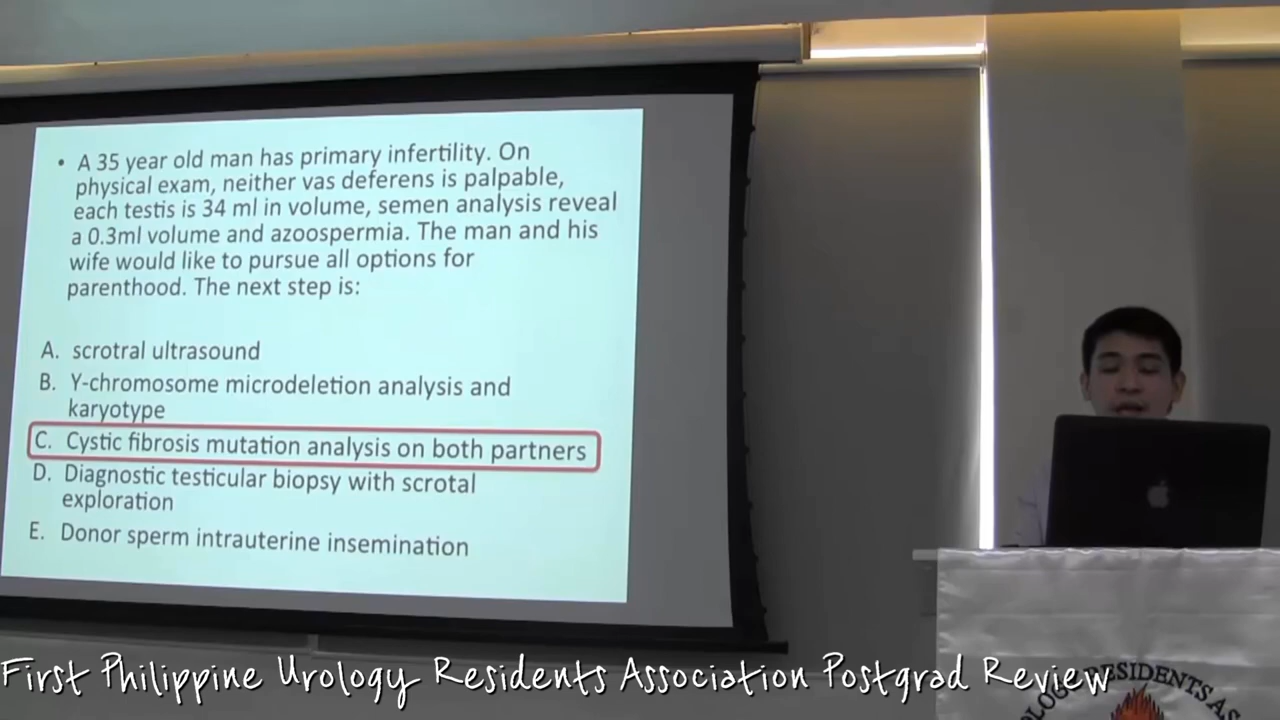 • A 35 year old man has primary infertility. On
physical exam, neither vas deferens is palpable,
each testis is 34 ml in volume, semen analysis reveal
a 0.3ml volume and azoospermia. The man and his
wife would like to pursue all options for
parenthood. The next step is:
A. scrotral ultrasound
B. Y-chromosome microdeletion analysis and
karyotype
C. Cystic fibrosis mutation analysis on both partners
D. Diagnostic testicular biopsy with scrotal
exploration
E. Donor sperm intrauterine insemination
First Philippine Urology Residents Association Postgrad Review
RESIDENTS